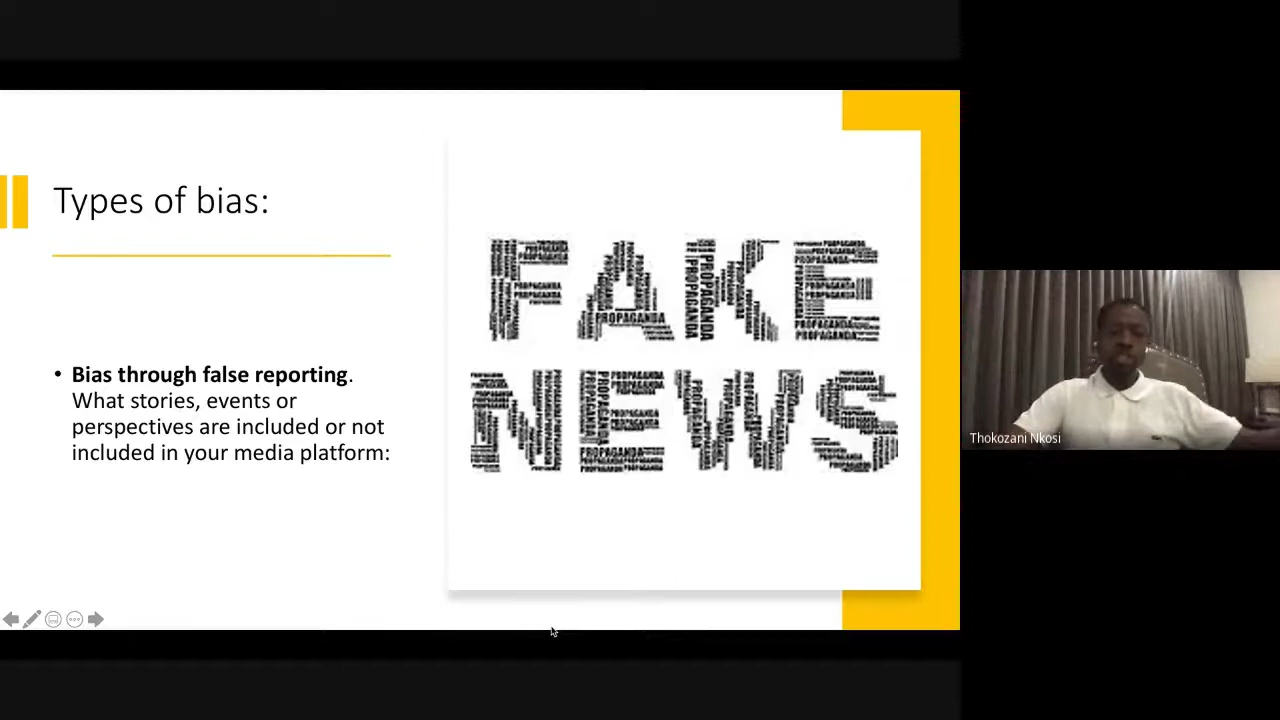 Types of bias:
• Bias through false reporting.
What stories, events or
perspectives are included or not
included in your media platform:
FAKE
NEWS
PROPAGANDA
Thokozani Nkosi